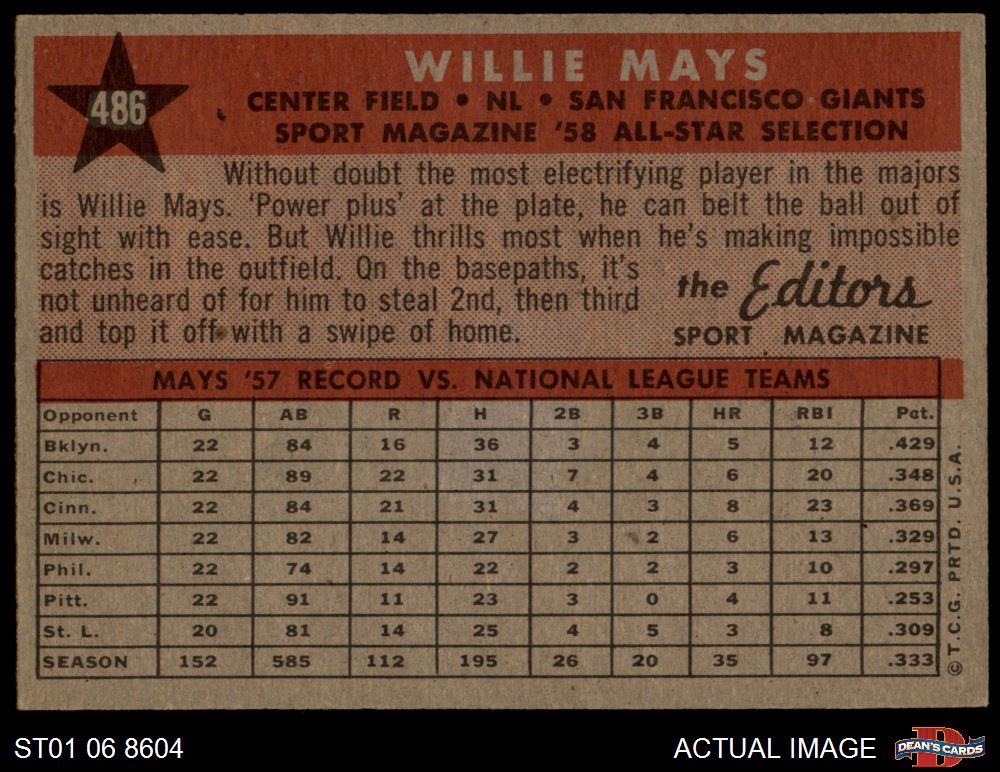 486
WILLIE MAYS
CENTER FIELD • NL • SAN FRANCISCO GIANTS
SPORT MAGAZINE '58 ALL-STAR SELECTION
Without doubt the most electrifying player in the majors
is Willie Mays. 'Power plus' at the plate, he can belt the ball out of
sight with ease. But Willie thrills most when he's making impossible
catches in the outfield. On the basepaths, it's
not unheard of for him to steal 2nd, then third
and top it off with a swipe of home.
the Editors
SPORT MAGAZINE
MAYS '57 RECORD VS. NATIONAL LEAGUE TEAMS
Opponent G AB R H 2B 3B HR RBI Pct.
Bklyn. 22 84 16 36 3 4 5 12 .429
Chic. 22 89 22 31 7 4 6 20 .348
Cinn. 22 84 21 31 4 3 8 23 .369
Milw. 22 82 14 27 3 2 6 13 .329
Phil. 22 74 14 22 2 2 3 10 .297
Pitt. 22 91 11 23 3 0 4 11 .253
St. L. 20 81 14 25 4 5 3 8 .309
SEASON 152 585 112 195 26 20 35 97 .333
© T.C.G. PRTD. U.S.A.
ST01 06 8604
ACTUAL IMAGE
D
DEAN'S CARDS